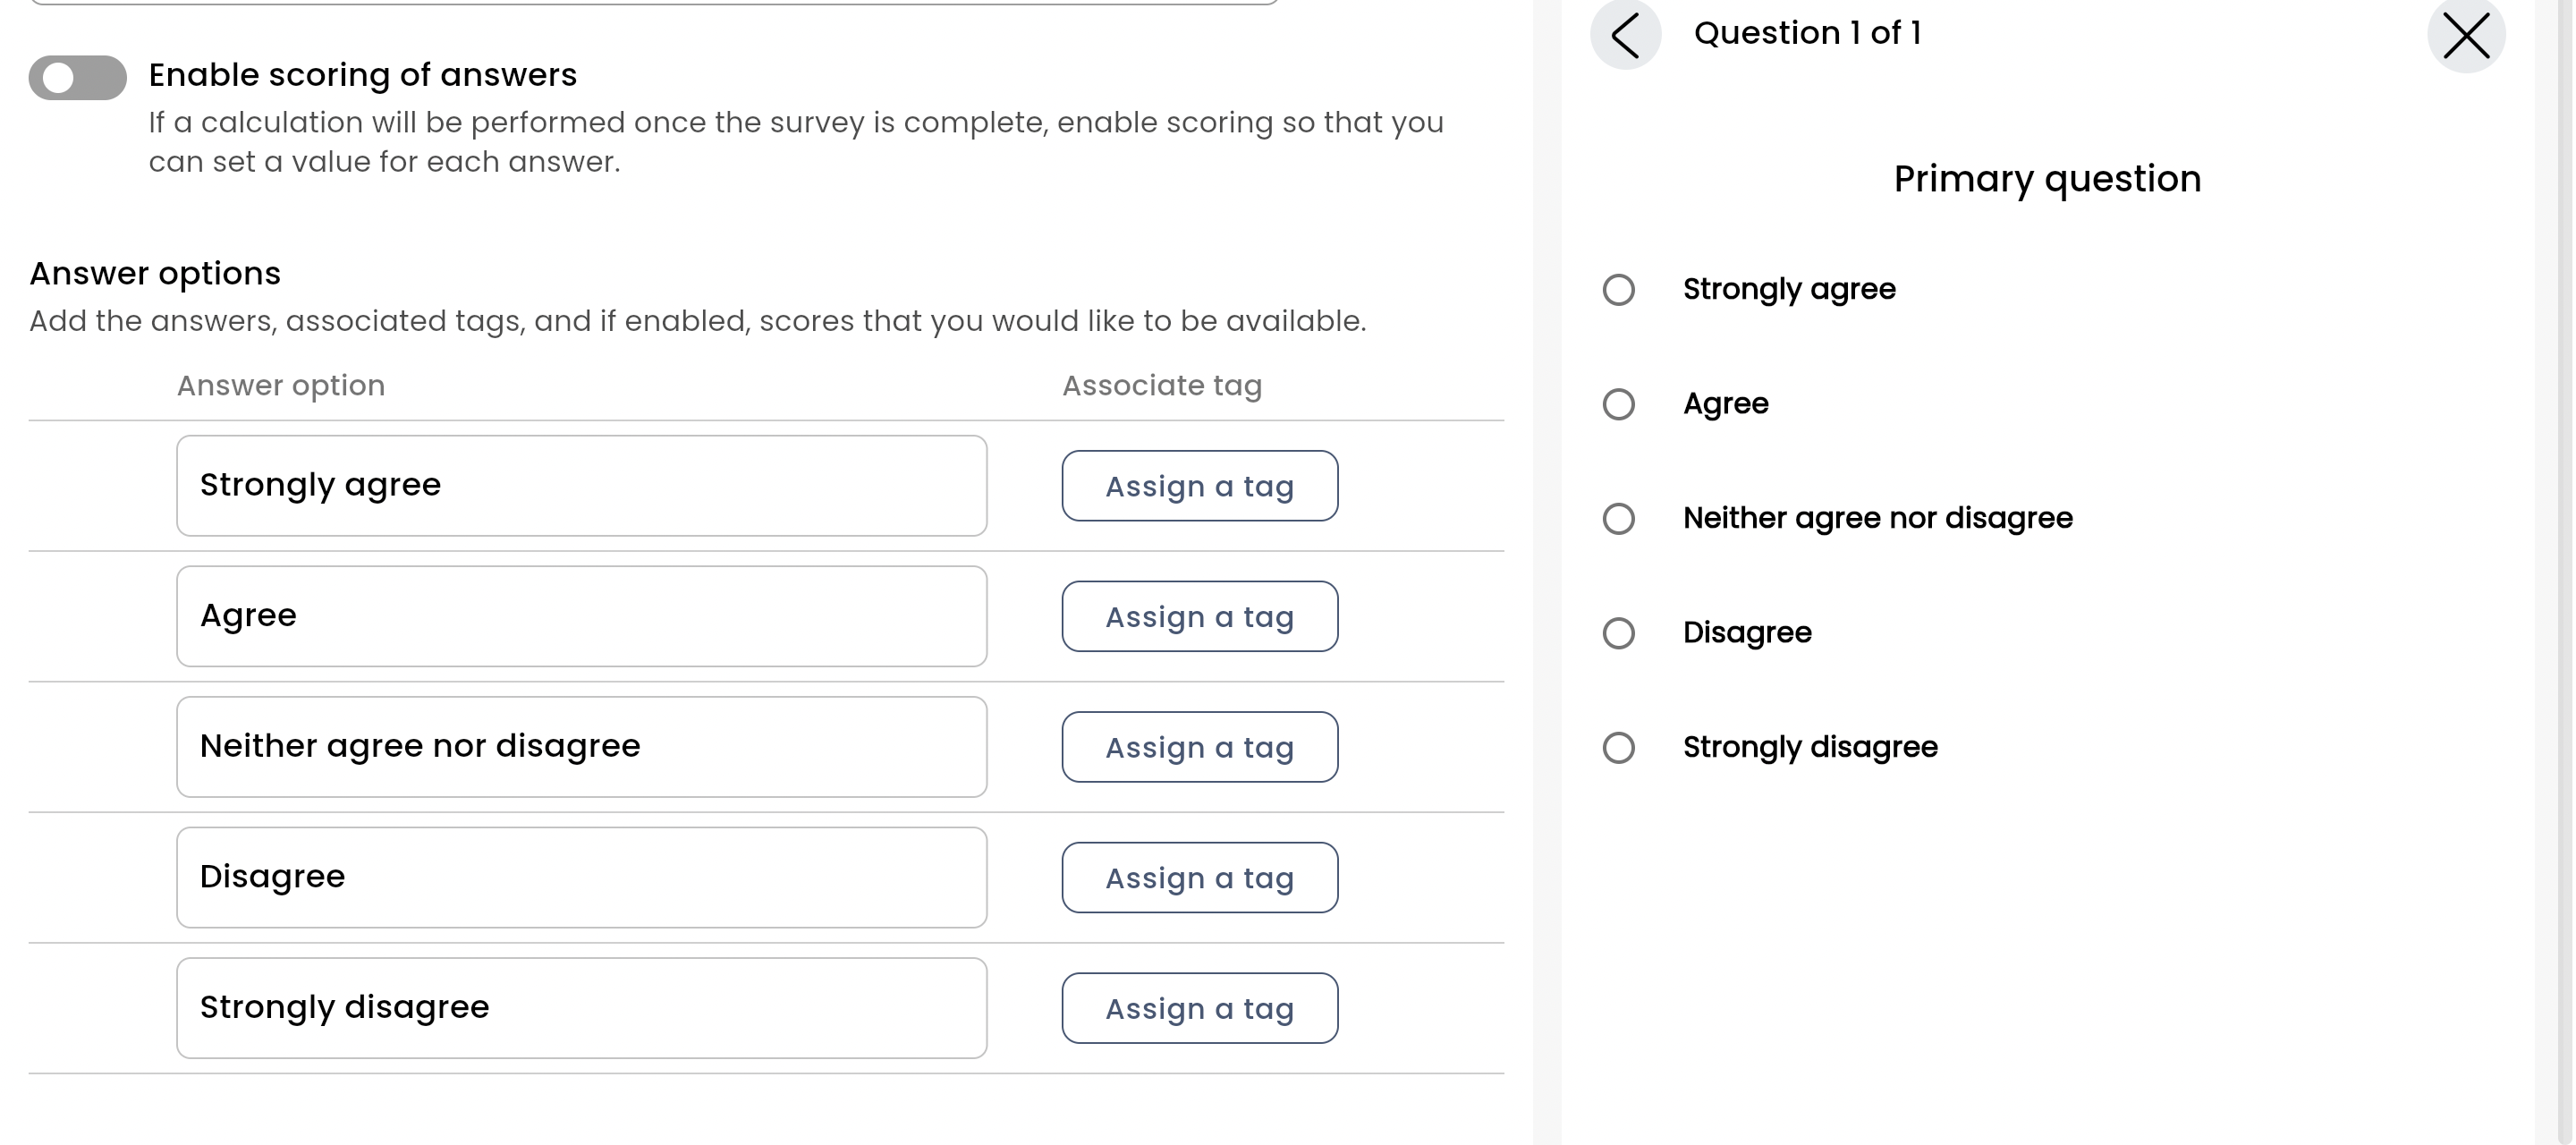 Enable scoring of answers
If a calculation will be performed once the survey is complete, enable scoring so that you
can set a value for each answer.
Answer options
Add the answers, associated tags, and if enabled, scores that you would like to be available.
Answer option Associate tag
Strongly agree Assign a tag
Agree Assign a tag
Neither agree nor disagree Assign a tag
Disagree Assign a tag
Strongly disagree Assign a tag
Question 1 of 1
Primary question
Strongly agree
Agree
Neither agree nor disagree
Disagree
Strongly disagree